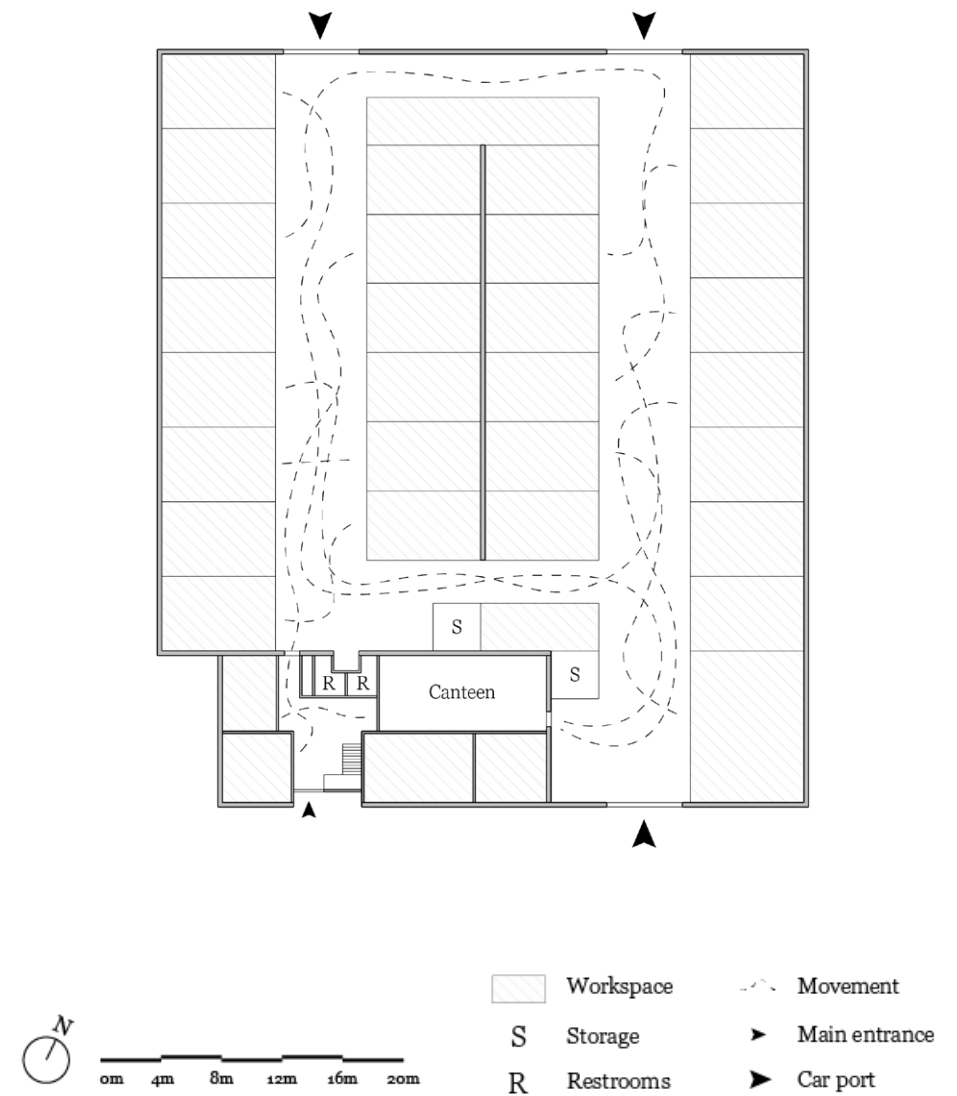 S
S
R R
Canteen
N
0m 4m 8m 12m 16m 20m
Workspace
Movement
S Storage
Main entrance
R Restrooms
Car port